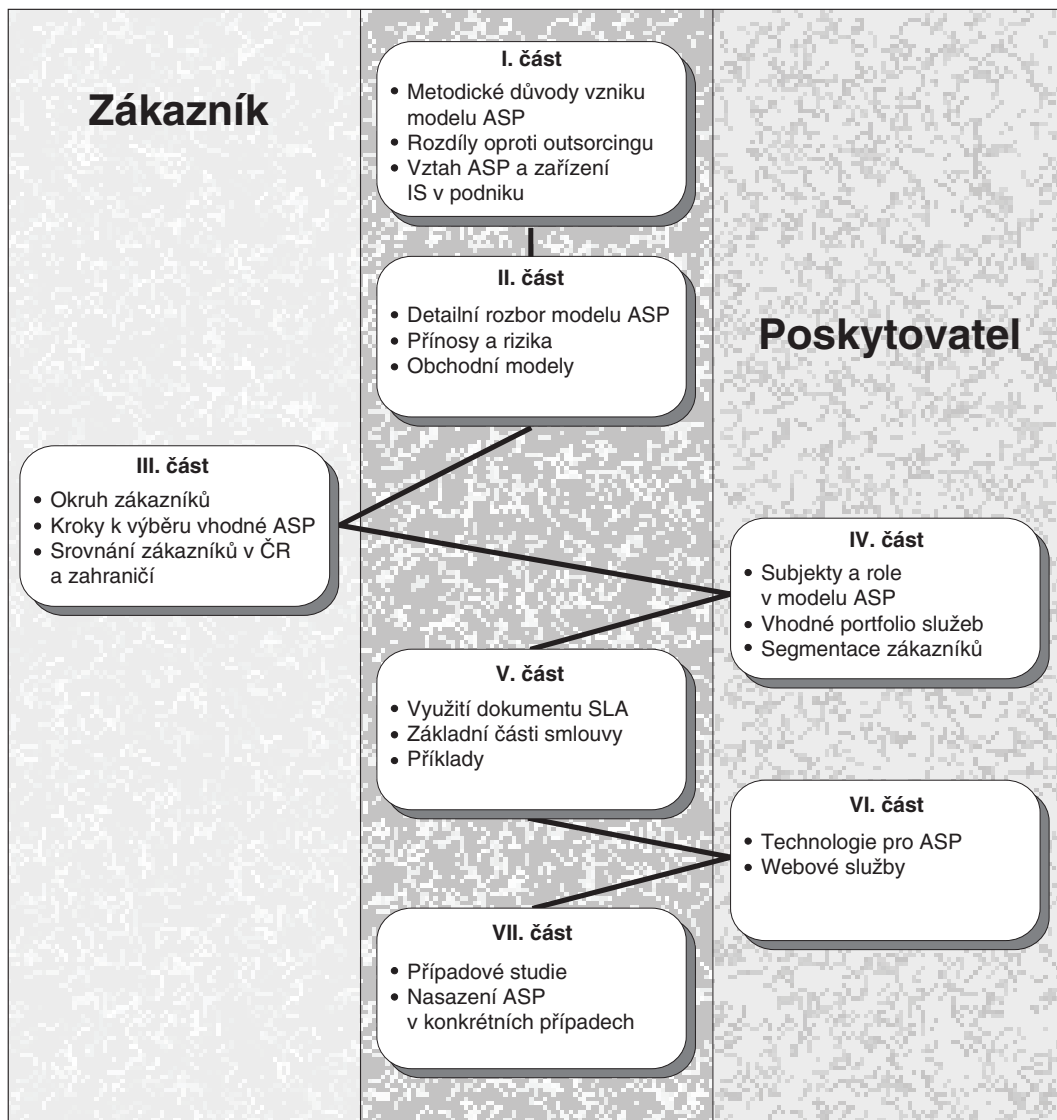 Zákazník
I. část
• Metodické důvody vzniku
modelu ASP
• Rozdíly oproti outsorcingu
• Vztah ASP a zařízení
IS v podniku
II. část
• Detailní rozbor modelu ASP
• Přínosy a rizika
• Obchodní modely
Poskytovatel
III. část
• Okruh zákazníků
• Kroky k výběru vhodné ASP
• Srovnání zákazníků v ČR
a zahraničí
IV. část
• Subjekty a role
v modelu ASP
• Vhodné portfolio služeb
• Segmentace zákazníků
V. část
• Využití dokumentu SLA
• Základní části smlouvy
• Příklady
VI. část
• Technologie pro ASP
• Webové služby
VII. část
• Případové studie
• Nasazení ASP
v konkrétních případech